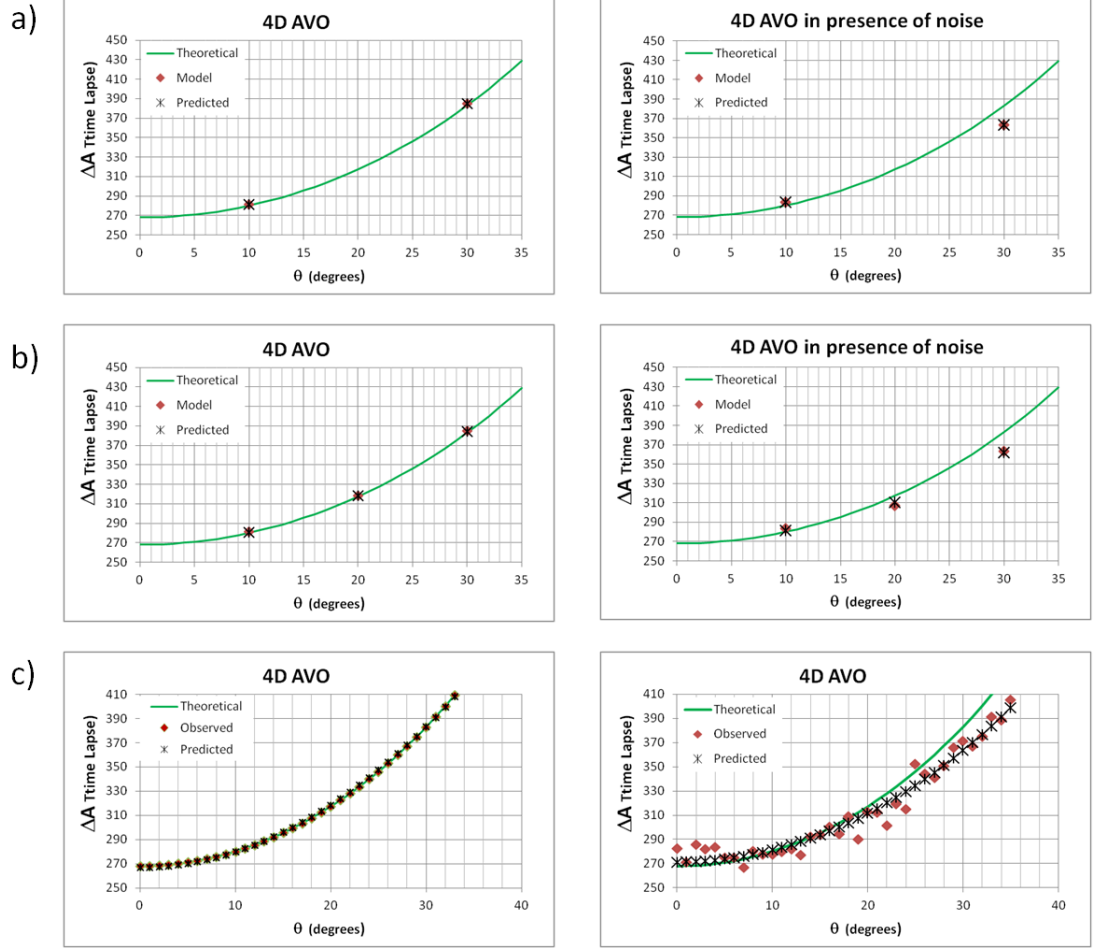 a)
4D AVO
450
430
410
390
370
350
330
310
290
270
250
Theoretical
Model
Predicted
ΔA Ttime Lapse)
0 5 10 15 20 25 30 35
θ (degrees)
4D AVO in presence of noise
450
430
410
390
370
350
330
310
290
270
250
Theoretical
Model
Predicted
ΔA Ttime Lapse)
0 5 10 15 20 25 30 35
θ (degrees)
b)
4D AVO
450
430
410
390
370
350
330
310
290
270
250
Theoretical
Model
Predicted
ΔA Ttime Lapse)
0 5 10 15 20 25 30 35
θ (degrees)
4D AVO in presence of noise
450
430
410
390
370
350
330
310
290
270
250
Theoretical
Model
Predicted
ΔA Ttime Lapse)
0 5 10 15 20 25 30 35
θ (degrees)
c)
4D AVO
410
390
370
350
330
310
290
270
250
Theoretical
Observed
Predicted
ΔA Ttime Lapse)
0 10 20 30 40
θ (degrees)
4D AVO
410
390
370
350
330
310
290
270
250
Theoretical
Observed
Predicted
ΔA Ttime Lapse)
0 10 20 30 40
θ (degrees)